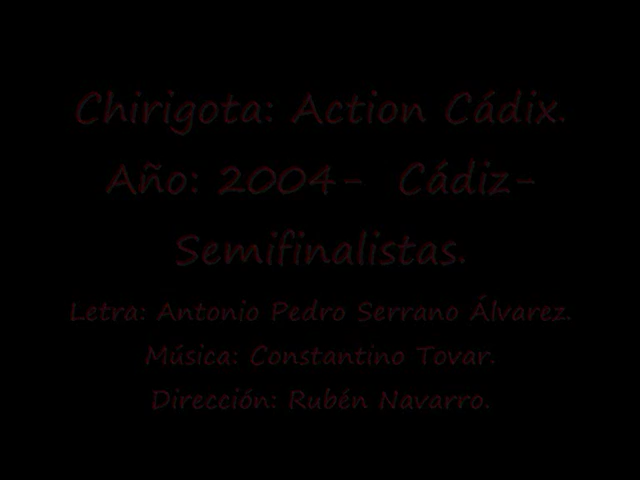 Chirigota: Action Cádix.
Año: 2004- Cádiz-
Semifinalistas.
Letra: Antonio Pedro Serrano Álvarez.
Música: Constantino Tovar.
Dirección: Rubén Navarro.